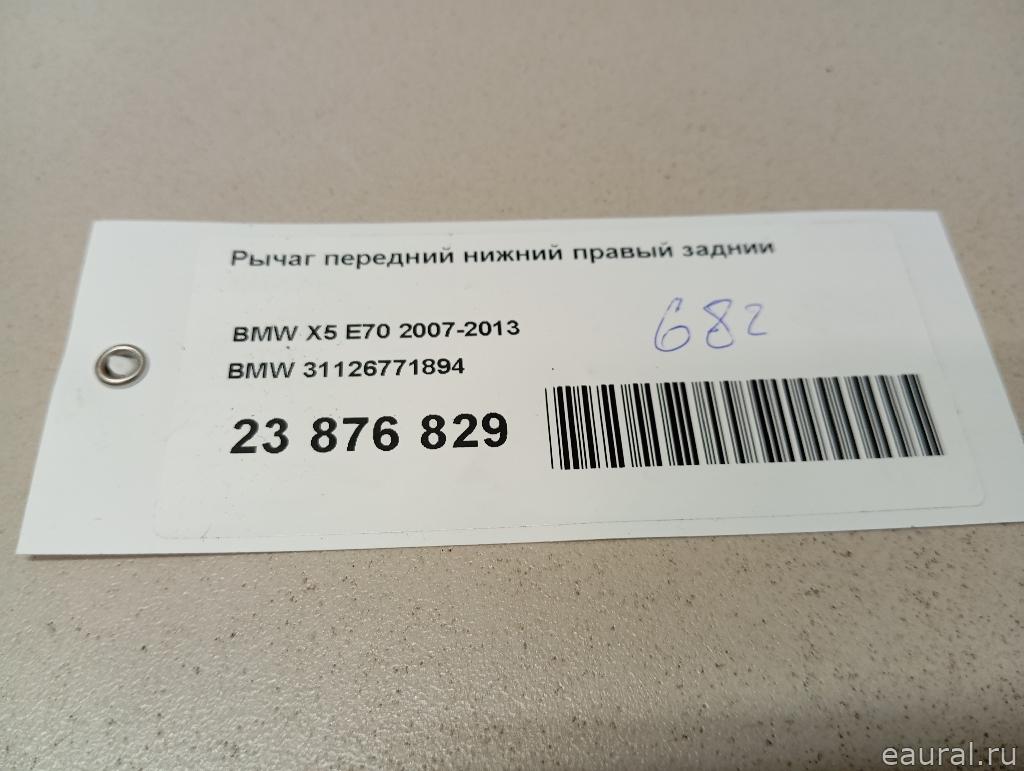 Рычаг передний нижний правый задний
BMW X5 E70 2007-2013
682
BMW 31126771894
23 876 829
eaural.ru